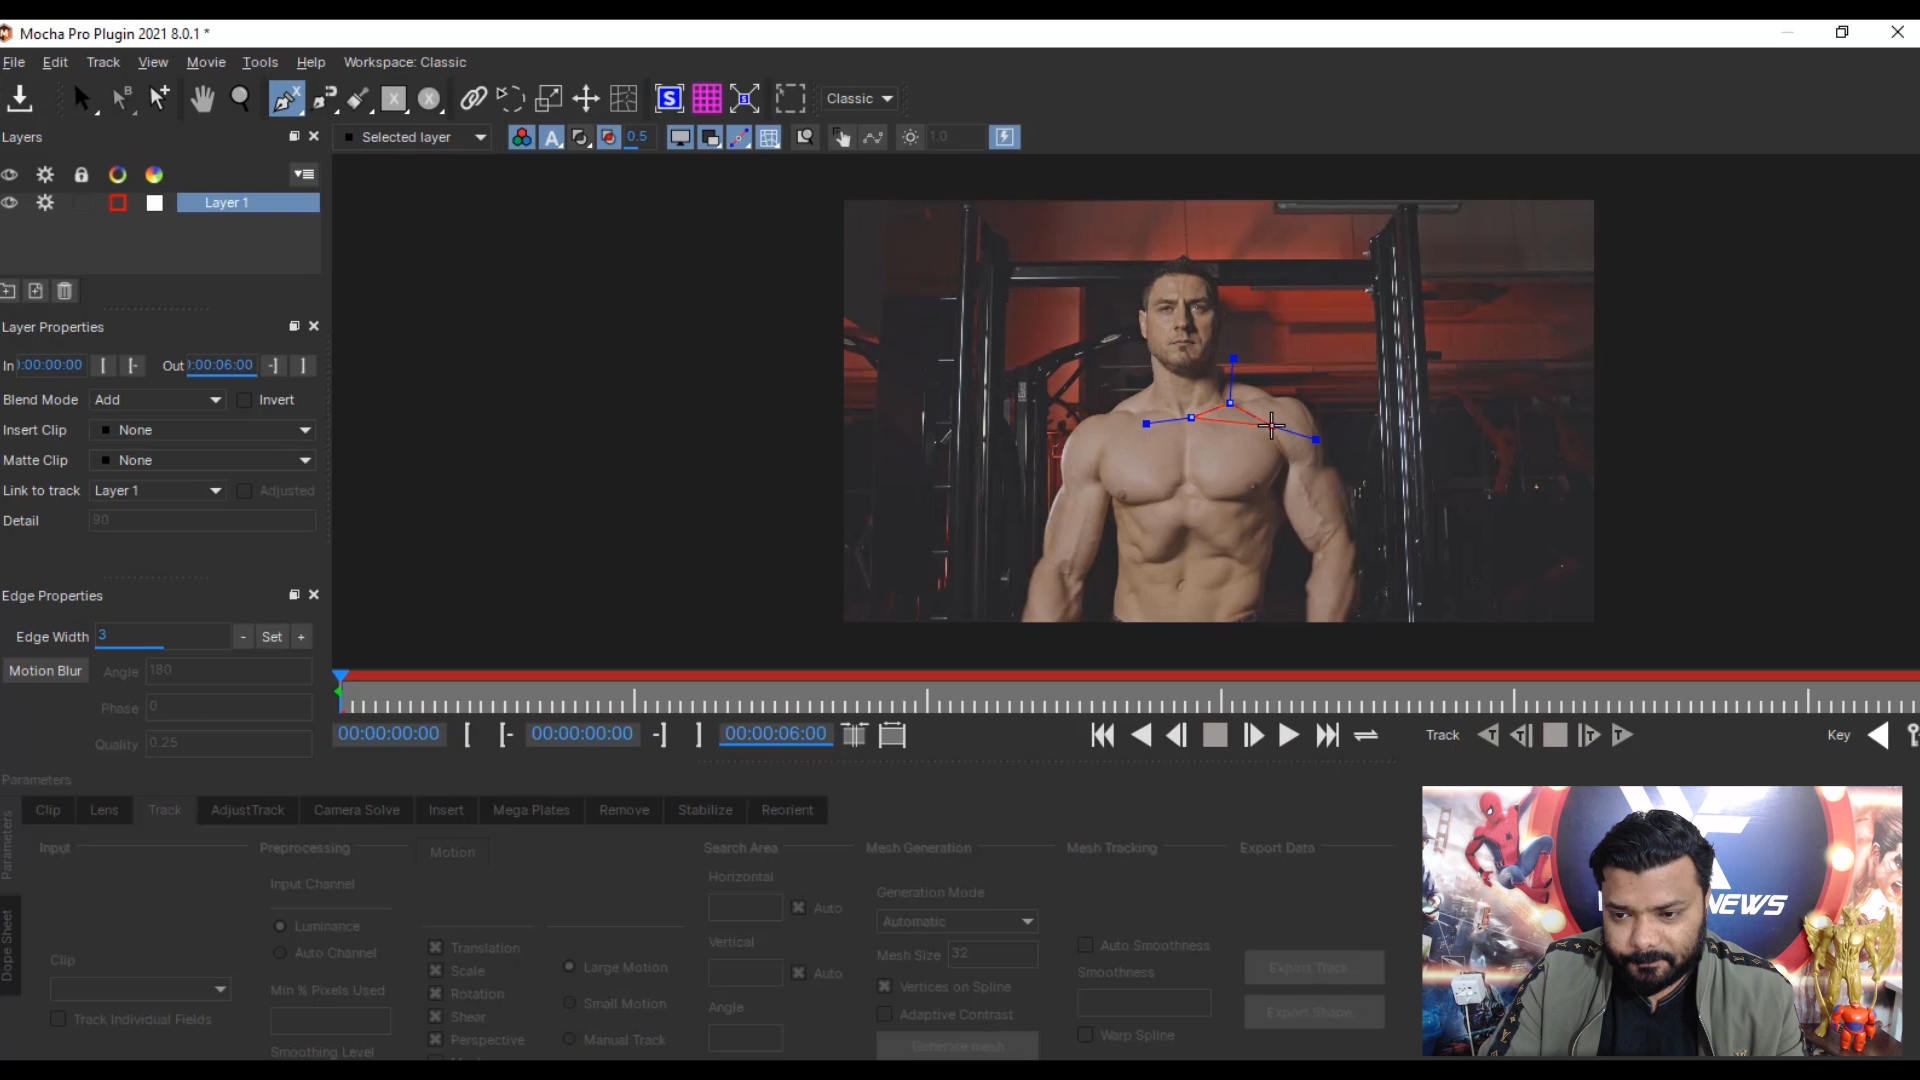 Mocha Pro Plugin 2021 8.0.1 *
File Edit Track View Movie Tools Help Workspace: Classic
Classic
Layers
Selected layer
0.5
1.0
Layer 1
Layer Properties
In ):00:00:00 [ [- Out ):00:06:00 -] ]
Blend Mode Add Invert
Insert Clip None
Matte Clip None
Link to track Layer 1 Adjusted
Detail 90
Edge Properties
Edge Width 3 - Set +
Motion Blur Angle 180
Phase 0
Quality 0.25
00:00:00:00 [ [- 00:00:00:00 -] ] 00:00:06:00
Track
Key
Parameters
Clip Lens Track AdjustTrack Camera Solve Insert Mega Plates Remove Stabilize Reorient
Parameters
Dope Sheet
Input
Clip
Track Individual Fields
Preprocessing
Input Channel
Luminance
Auto Channel
Min % Pixels Used
Smoothing Level
Motion
Translation
Scale
Rotation
Shear
Perspective
Large Motion
Small Motion
Manual Track
Search Area
Horizontal
Auto
Vertical
Auto
Angle
Mesh Generation
Generation Mode
Automatic
Mesh Size 32
Vertices on Spline
Adaptive Contrast
Generate mesh
Mesh Tracking
Auto Smoothness
Smoothness
Warp Spline
Export Data
Export Track...
Export Shape...
NEWS